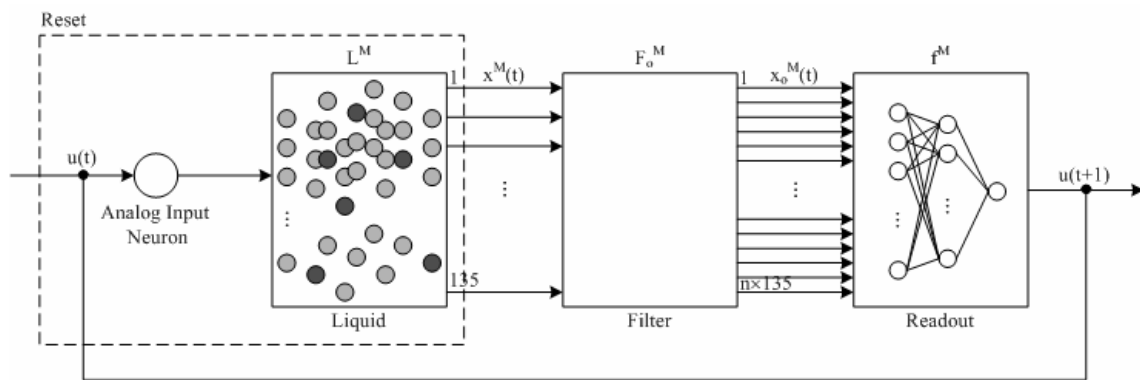 Reset
L^M
F_o^M
f^M
1
x^M(t)
1
x_o^M(t)
u(t)
u(t+1)
Analog Input
Neuron
...
...
...
...
...
135
n×135
Liquid
Filter
Readout